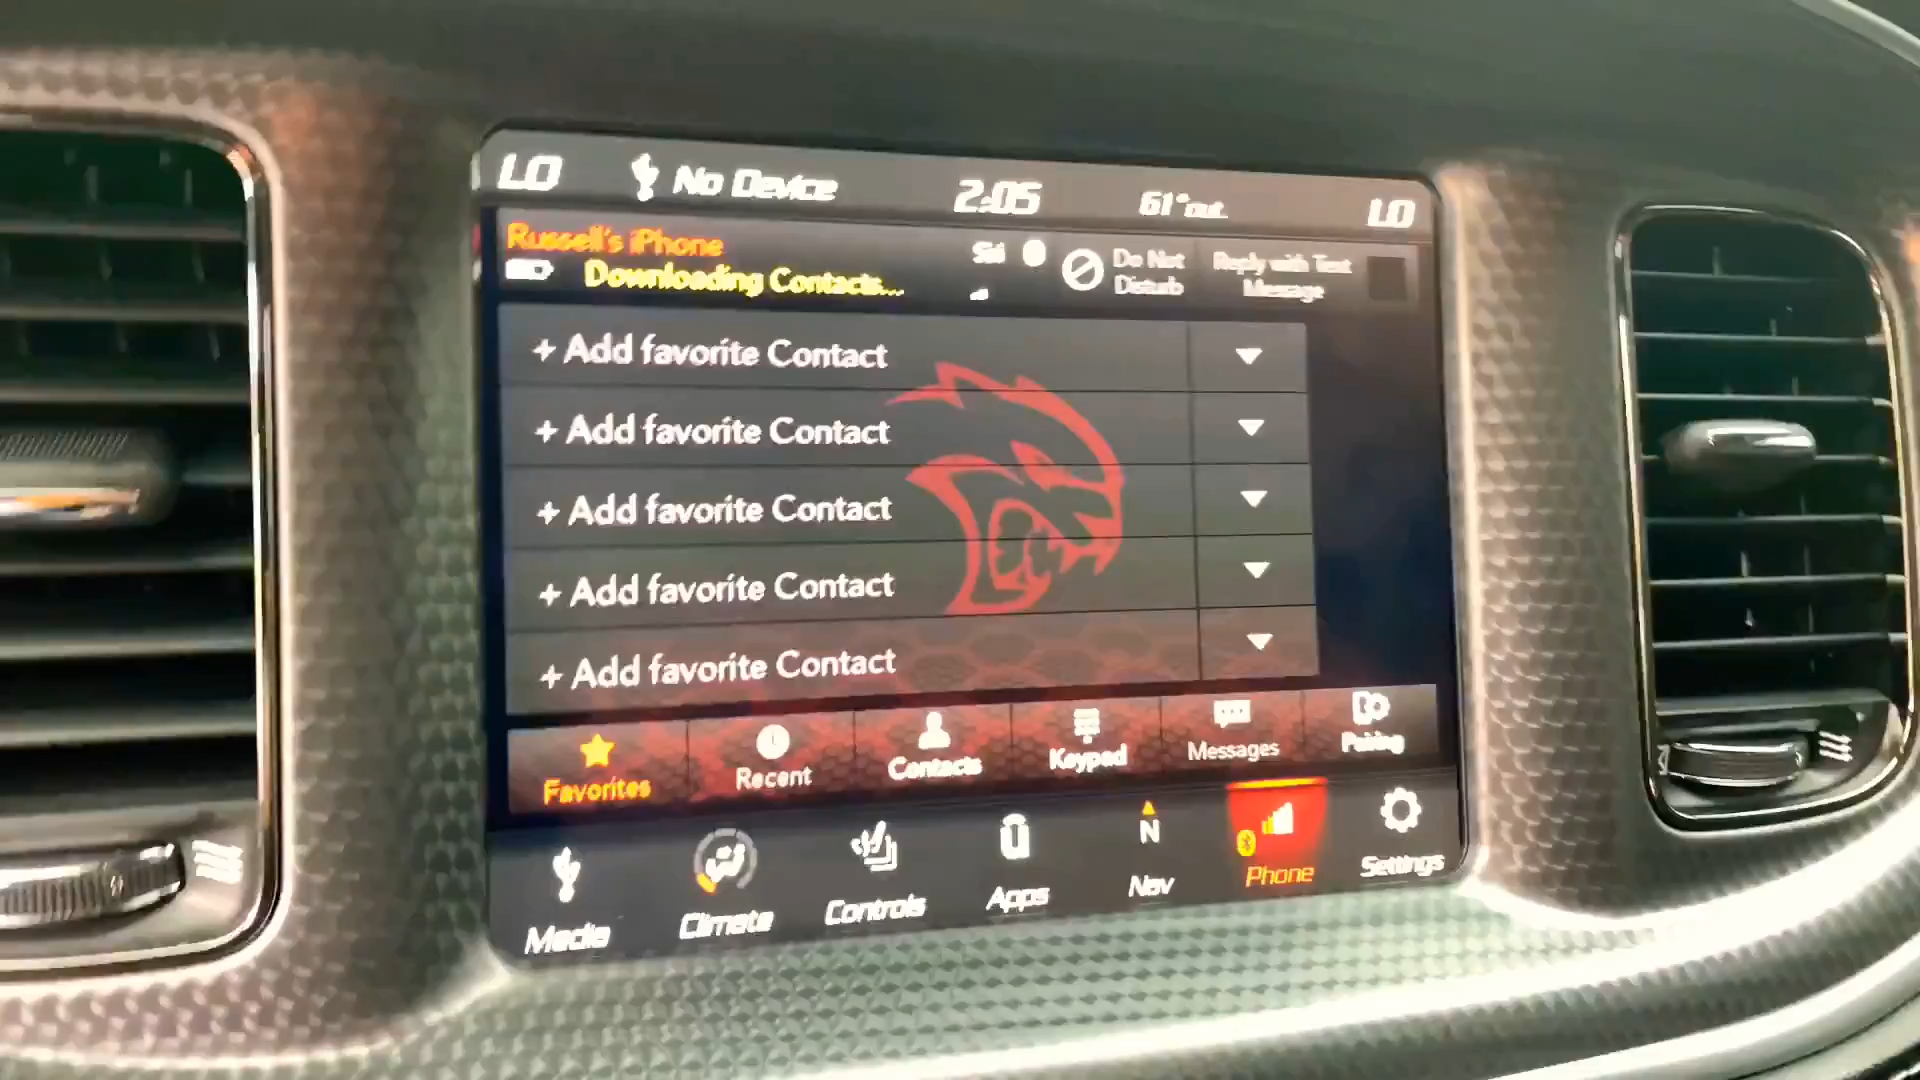 LO No Device 2:05 61°out. LO
Russell's iPhone
Downloading Contacts...
Siri
Do Not
Disturb
Reply with Text
Message
+ Add favorite Contact
+ Add favorite Contact
+ Add favorite Contact
+ Add favorite Contact
+ Add favorite Contact
Favorites Recent Contacts Keypad Messages Pairing
N
Media Climate Controls Apps Nav Phone Settings